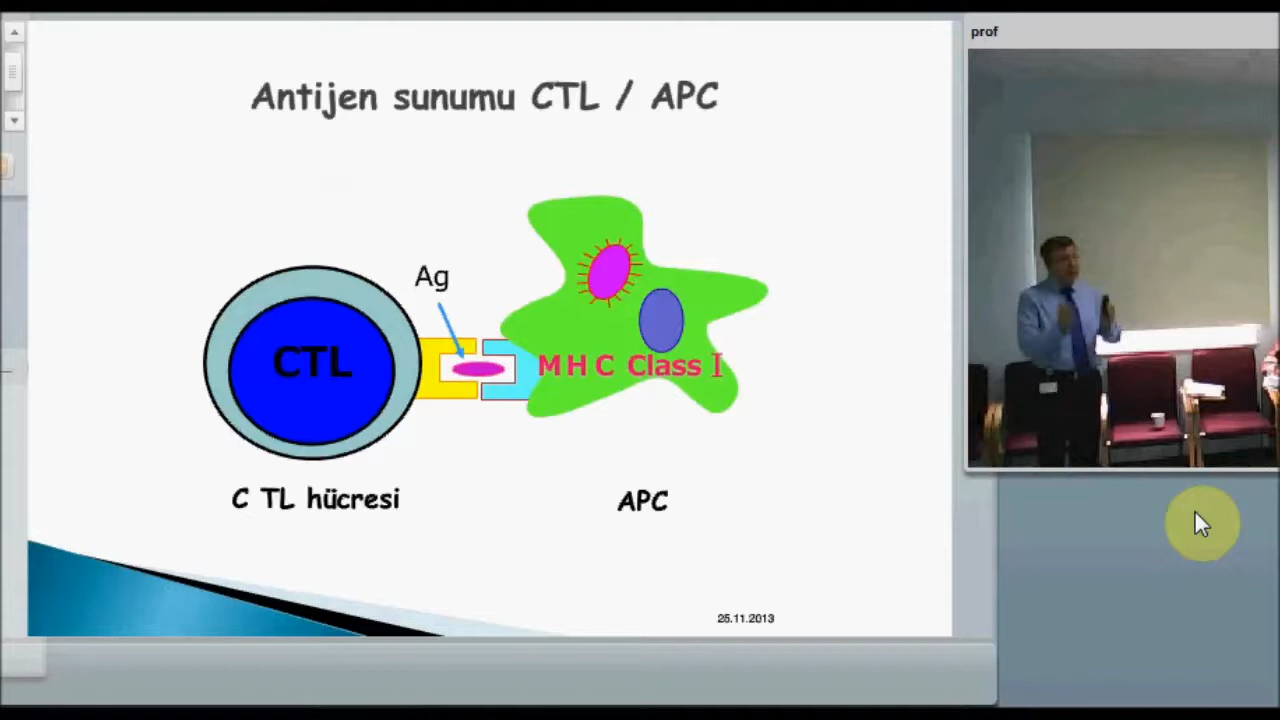 prof
Antijen sunumu CTL / APC
Ag
CTL
MHC Class I
C TL hücresi
APC
25.11.2013